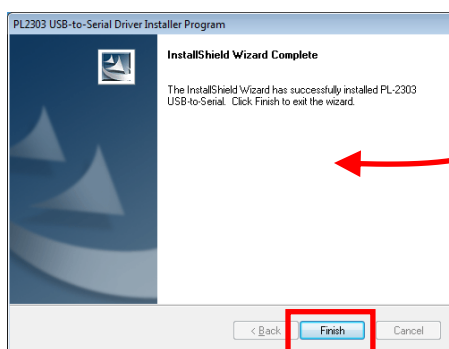 PL2303 USB-to-Serial Driver Installer Program
InstallShield Wizard Complete
The InstallShield Wizard has successfully installed PL-2303
USB-to-Serial. Click Finish to exit the wizard.
< Back
Finish
Cancel